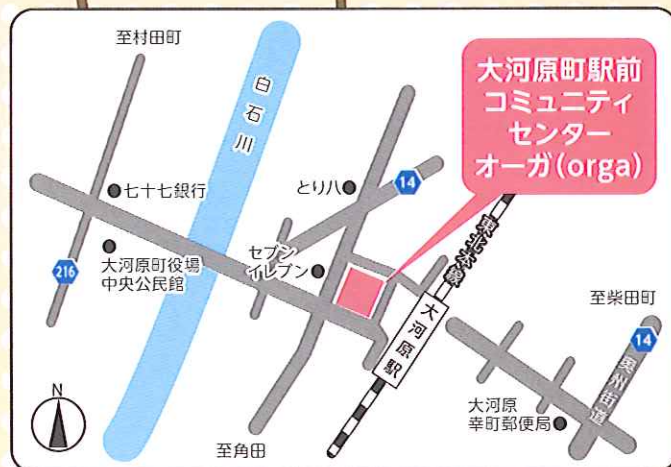 至村田町
白石川
大河原町駅前
コミュニティ
センター
オーガ(orga)
七十七銀行
とり八
14
東北本線
216
大河原町役場
中央公民館
セブン
イレブン
大河原駅
至柴田町
14
奥州街道
N
大河原
幸町郵便局
至角田